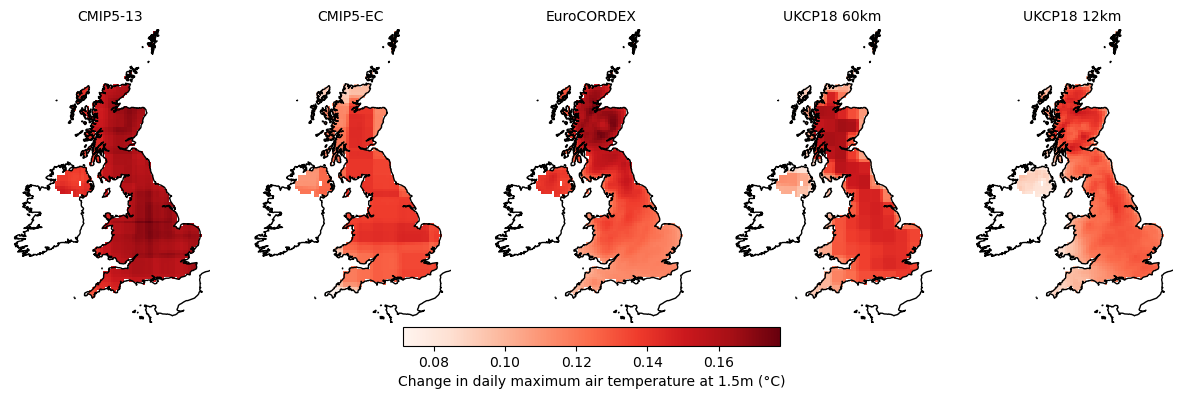 CMIP5-13
CMIP5-EC
EuroCORDEX
UKCP18 60km
UKCP18 12km
0.08
0.10
0.12
0.14
0.16
Change in daily maximum air temperature at 1.5m (°C)